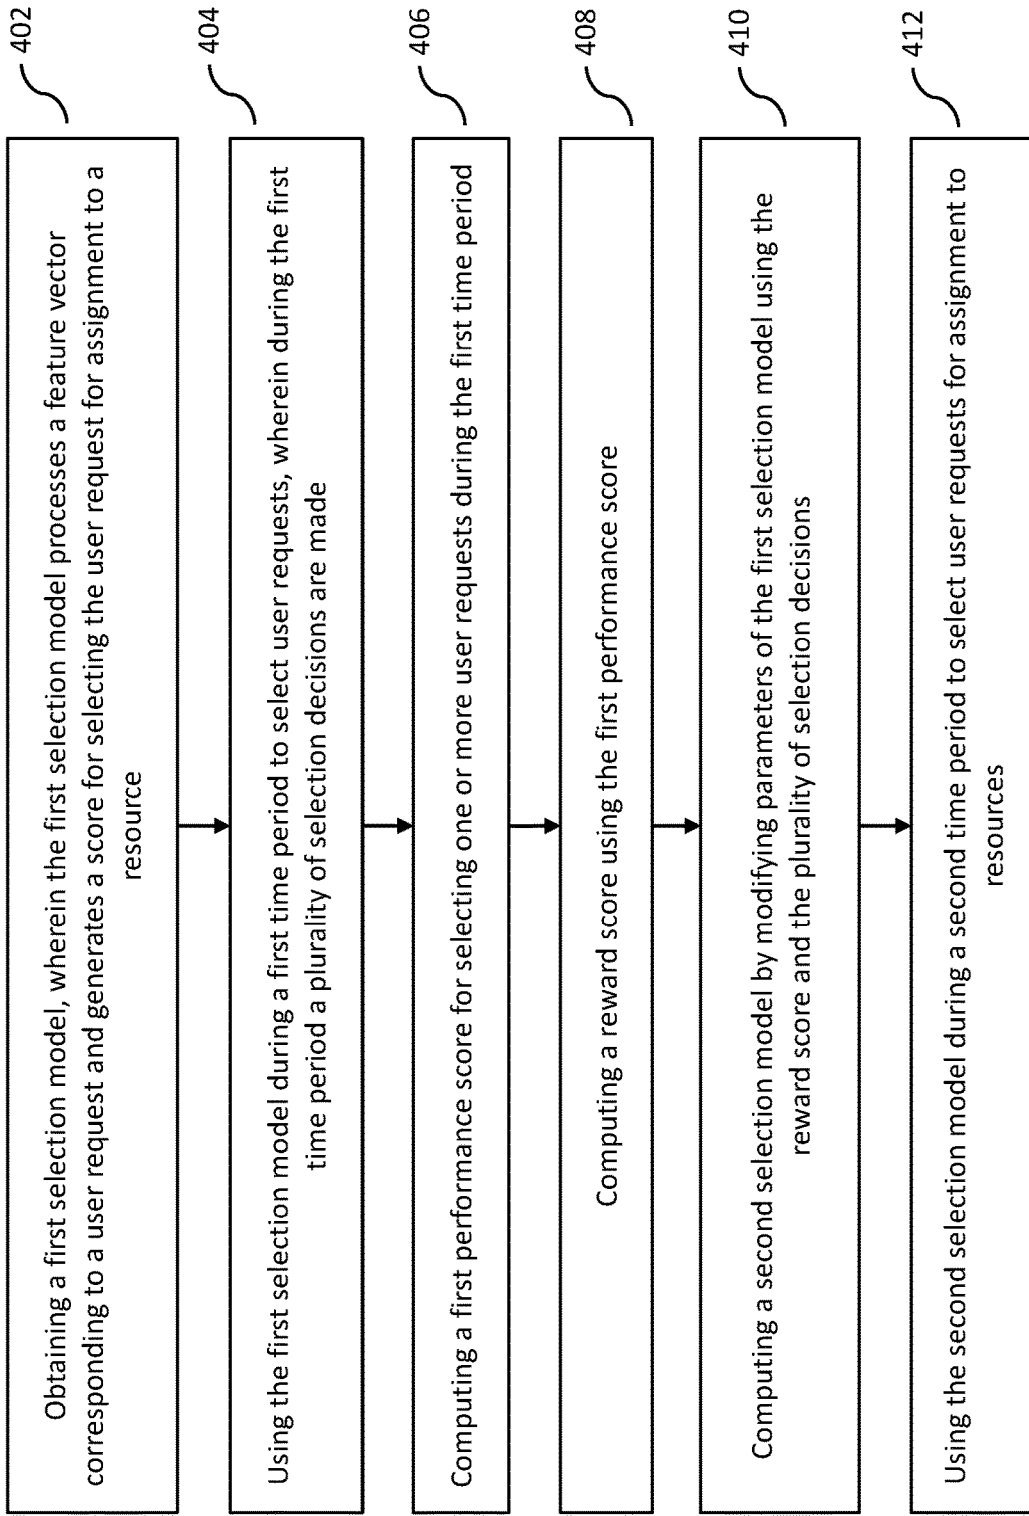 402
Obtaining a first selection model, wherein the first selection model processes a feature vector
corresponding to a user request and generates a score for selecting the user request for assignment to a
resource
404
Using the first selection model during a first time period to select user requests, wherein during the first
time period a plurality of selection decisions are made
406
Computing a first performance score for selecting one or more user requests during the first time period
408
Computing a reward score using the first performance score
410
Computing a second selection model by modifying parameters of the first selection model using the
reward score and the plurality of selection decisions
412
Using the second selection model during a second time period to select user requests for assignment to
resources